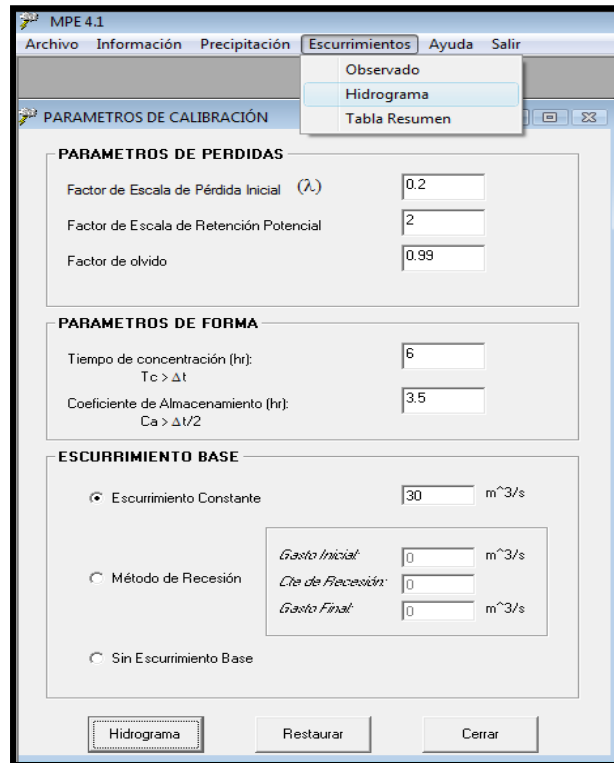 MPE 4.1
Archivo Información Precipitación Escurrimientos Ayuda Salir
Observado
Hidrograma
Tabla Resumen
PARAMETROS DE CALIBRACIÓN
PARAMETROS DE PERDIDAS
Factor de Escala de Pérdida Inicial (λ) 0.2
Factor de Escala de Retención Potencial 2
Factor de olvido 0.99
PARAMETROS DE FORMA
Tiempo de concentración (hr): 6
Tc > Δt
Coeficiente de Almacenamiento (hr): 3.5
Ca > Δt/2
ESCURRIMIENTO BASE
Escurrimiento Constante 30 m^3/s
Método de Recesión
Gasto Inicial: 0 m^3/s
Cte de Recesión: 0
Gasto Final: 0 m^3/s
Sin Escurrimiento Base
Hidrograma Restaurar Cerrar